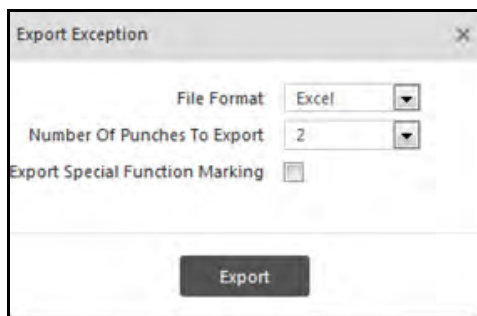 Export Exception
File Format Excel
Number Of Punches To Export 2
Export Special Function Marking
Export